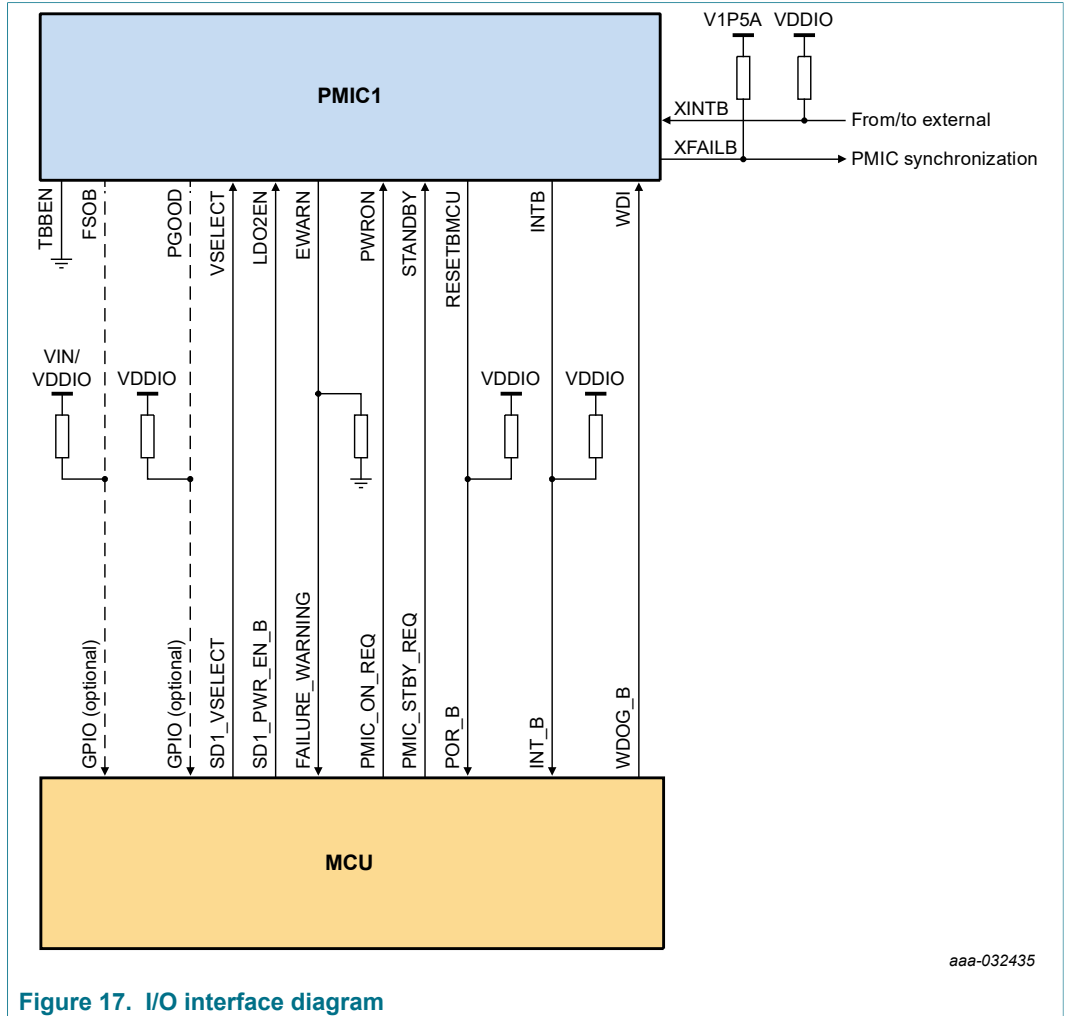 V1P5A VDDIO
PMIC1
XINTB
From/to external
XFAILB
PMIC synchronization
TBBEN
FSOB
PGOOD
VSELECT
LDO2EN
EWARN
PWRON
STANDBY
RESETBMCU
INTB
WDI
VIN/
VDDIO
VDDIO
VDDIO
VDDIO
GPIO (optional)
GPIO (optional)
SD1_VSELECT
SD1_PWR_EN_B
FAILURE_WARNING
PMIC_ON_REQ
PMIC_STBY_REQ
POR_B
INT_B
WDOG_B
MCU
aaa-032435
Figure 17. I/O interface diagram